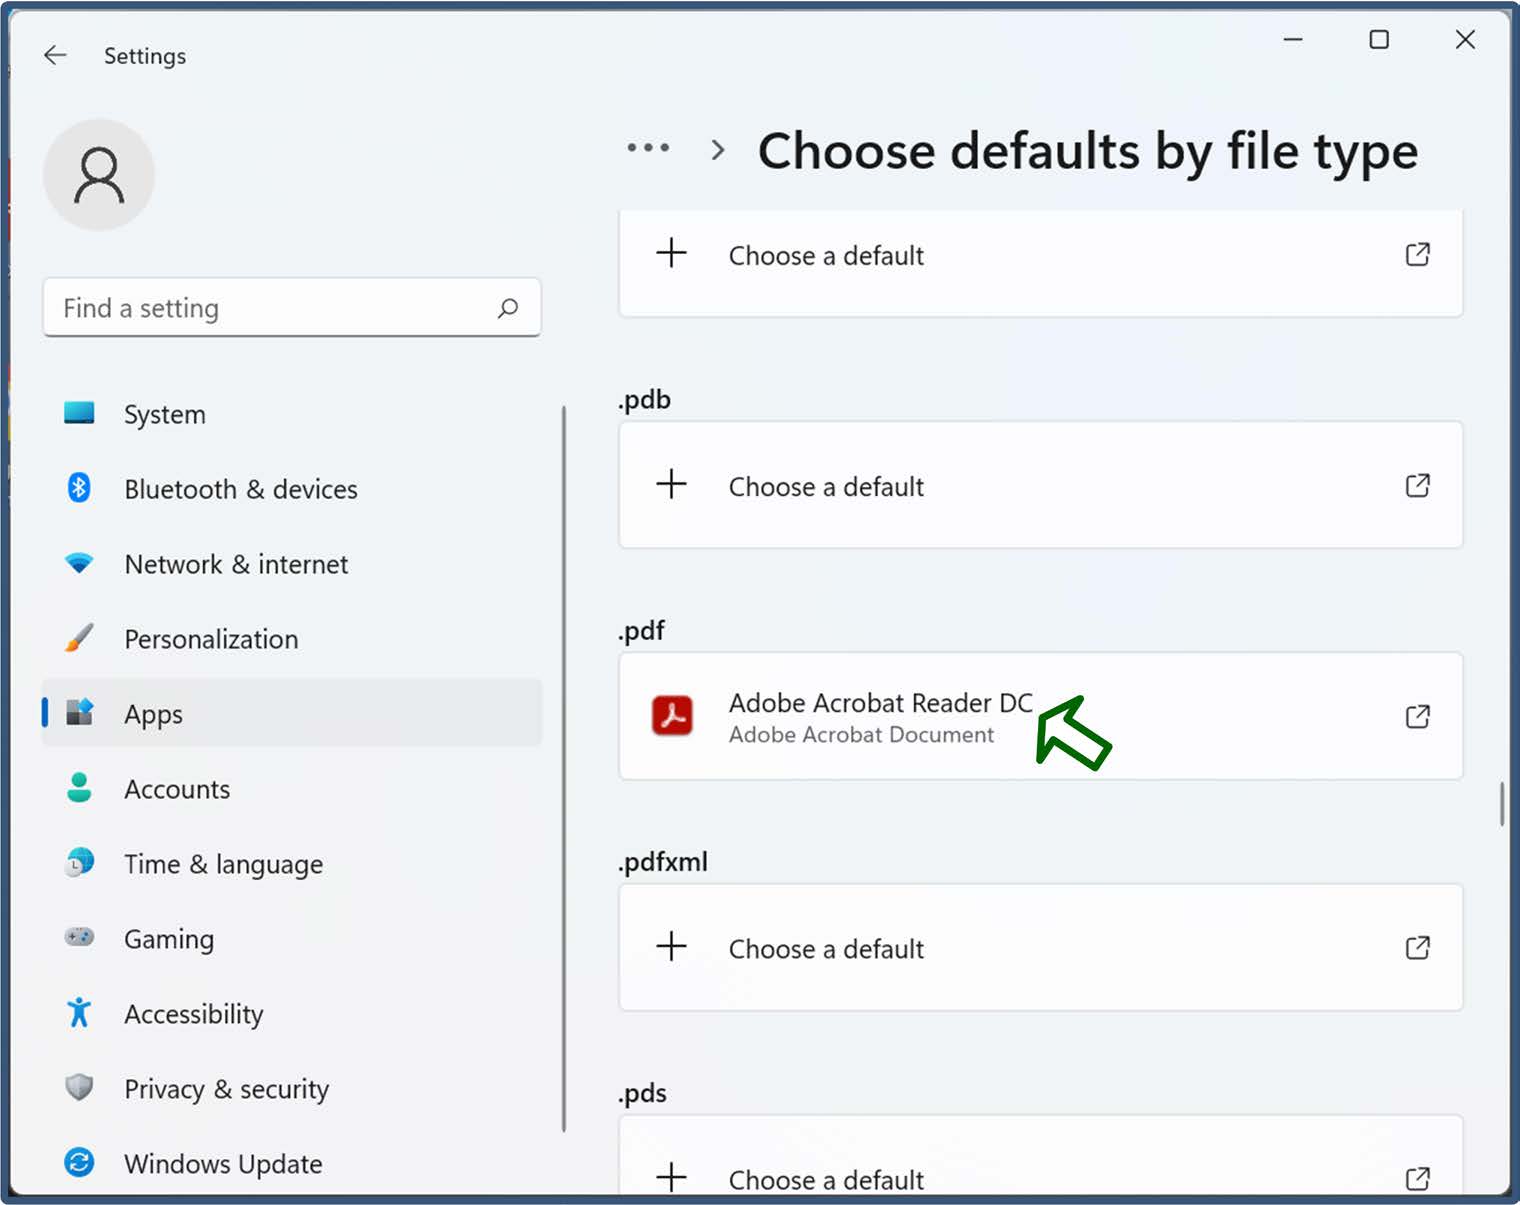 Settings
Choose defaults by file type
Find a setting
System
Bluetooth & devices
Network & internet
Personalization
Apps
Accounts
Time & language
Gaming
Accessibility
Privacy & security
Windows Update
Choose a default
.pdb
Choose a default
.pdf
Adobe Acrobat Reader DC
Adobe Acrobat Document
.pdfxml
Choose a default
.pds
Choose a default